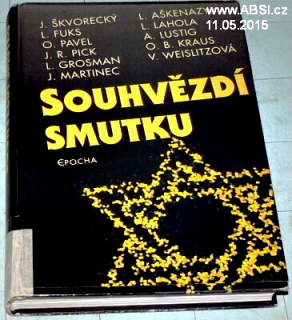 www.ABSI.cz
11.05.2015
J. ŠKVORECKÝ
L. FUKS
O. PAVEL
J. R. PICK
L. GROSMAN
J. MARTINEC
L. AŠKENAZY
L. LAHOLA
A. LUSTIG
O. B. KRAUS
V. WEISLITZOVÁ
SOUHVĚZDÍ
SMUTKU
EPOCHA